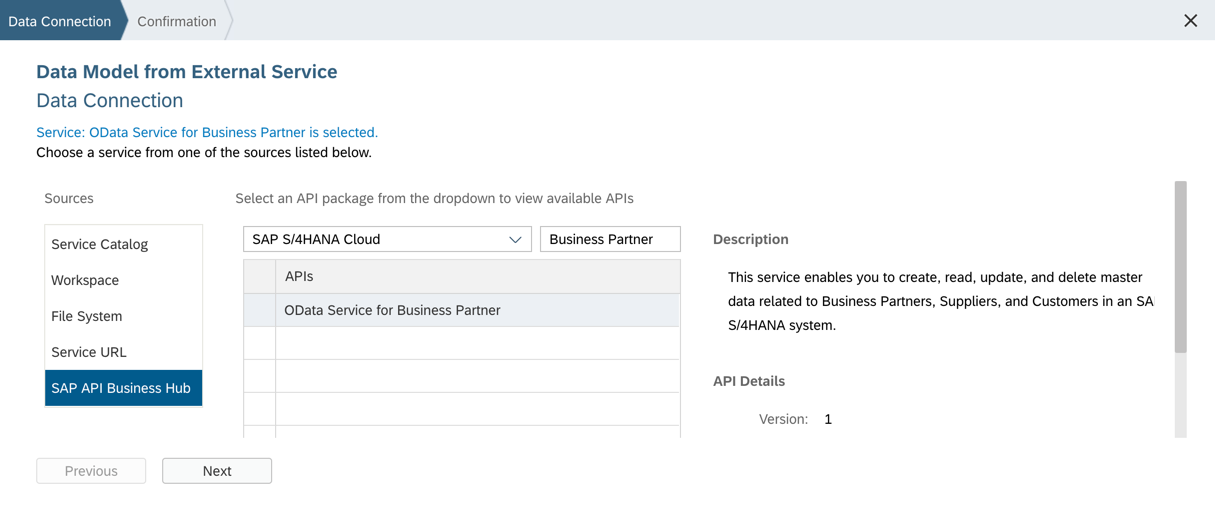 Data Connection
Confirmation
Data Model from External Service
Data Connection
Service: OData Service for Business Partner is selected.
Choose a service from one of the sources listed below.
Sources
Select an API package from the dropdown to view available APIs
Service Catalog
Workspace
File System
Service URL
SAP API Business Hub
SAP S/4HANA Cloud
Business Partner
APIs
OData Service for Business Partner
Description
This service enables you to create, read, update, and delete master
data related to Business Partners, Suppliers, and Customers in an
S/4HANA system.
API Details
Version: 1
Previous
Next